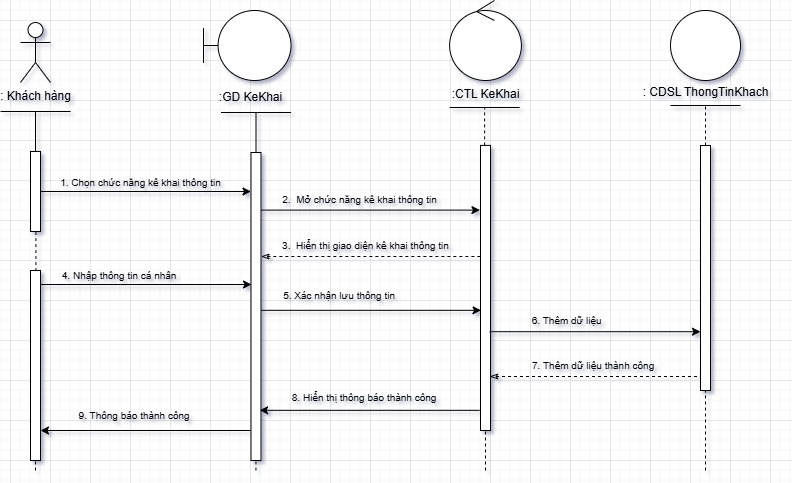 : Khách hàng
:GD KeKhai
:CTL KeKhai
: CDSL ThongTinKhach
1. Chọn chức năng kê khai thông tin
2. Mở chức năng kê khai thông tin
3. Hiển thị giao diện kê khai thông tin
4. Nhập thông tin cá nhân
5. Xác nhận lưu thông tin
6. Thêm dữ liệu
7. Thêm dữ liệu thành công
8. Hiển thị thông báo thành công
9. Thông báo thành công